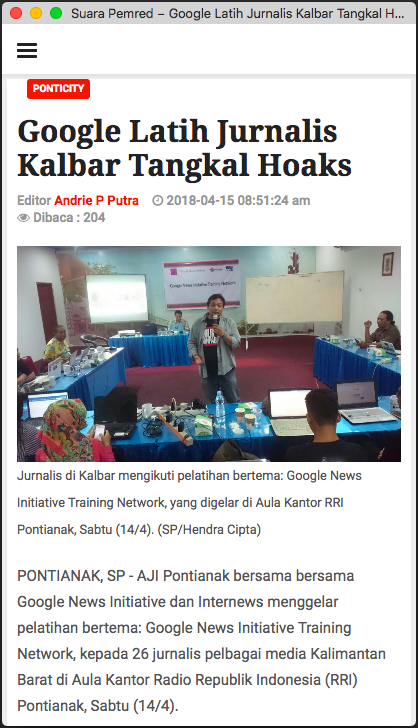 Suara Pemred – Google Latih Jurnalis Kalbar Tangkal H...
PONTICITY
Google Latih Jurnalis
Kalbar Tangkal Hoaks
Editor Andrie P Putra 2018-04-15 08:51:24 am
Dibaca : 204
Google News Initiative Training Network
Jurnalis di Kalbar mengikuti pelatihan bertema: Google News
Initiative Training Network, yang digelar di Aula Kantor RRI
Pontianak, Sabtu (14/4). (SP/Hendra Cipta)
PONTIANAK, SP - AJI Pontianak bersama bersama
Google News Initiative dan Internews menggelar
pelatihan bertema: Google News Initiative Training
Network, kepada 26 jurnalis pelbagai media Kalimantan
Barat di Aula Kantor Radio Republik Indonesia (RRI)
Pontianak, Sabtu (14/4).